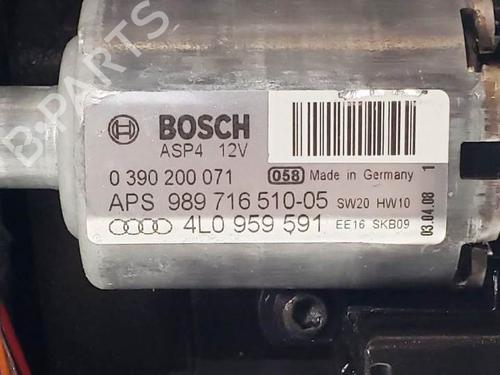 B-PARTS
BOSCH
ASP4 12V
0 390 200 071
058 Made in Germany
APS 989 716 510-05 SW20 HW10
4L0 959 591 EE16 SKB09
03.04.08 1